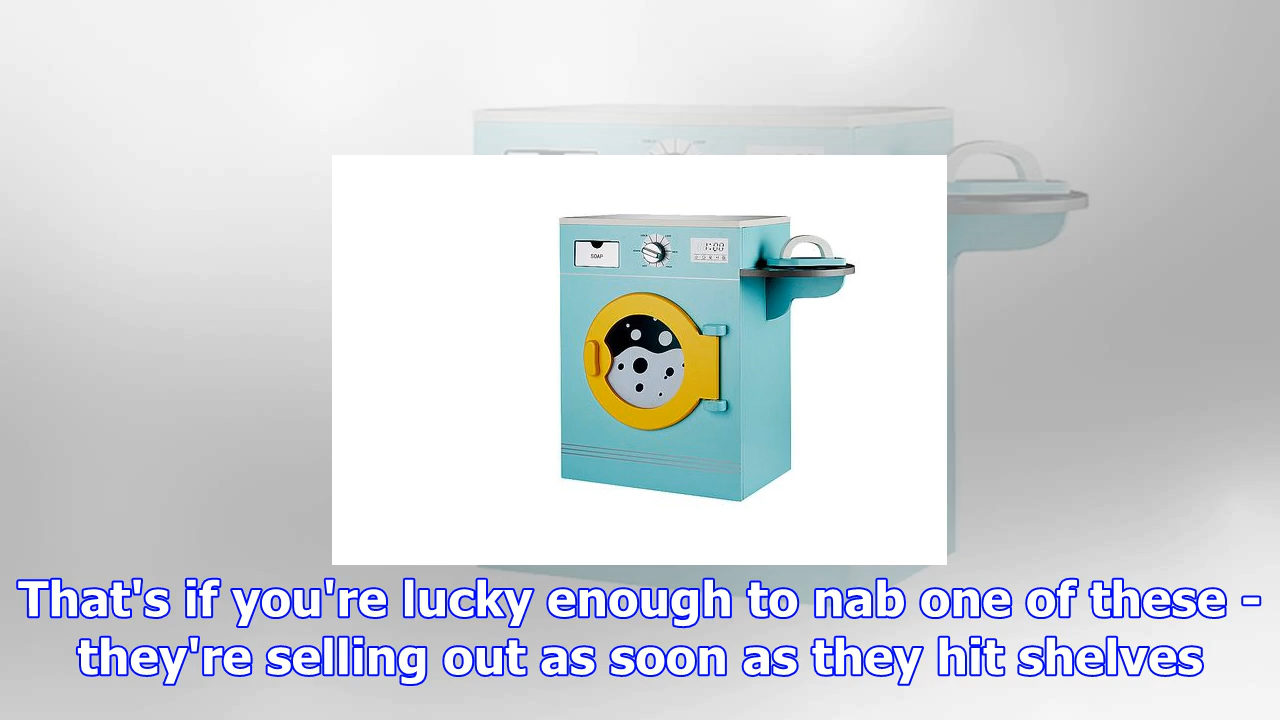 SOAP
1:00
That's if you're lucky enough to nab one of these -
they're selling out as soon as they hit shelves